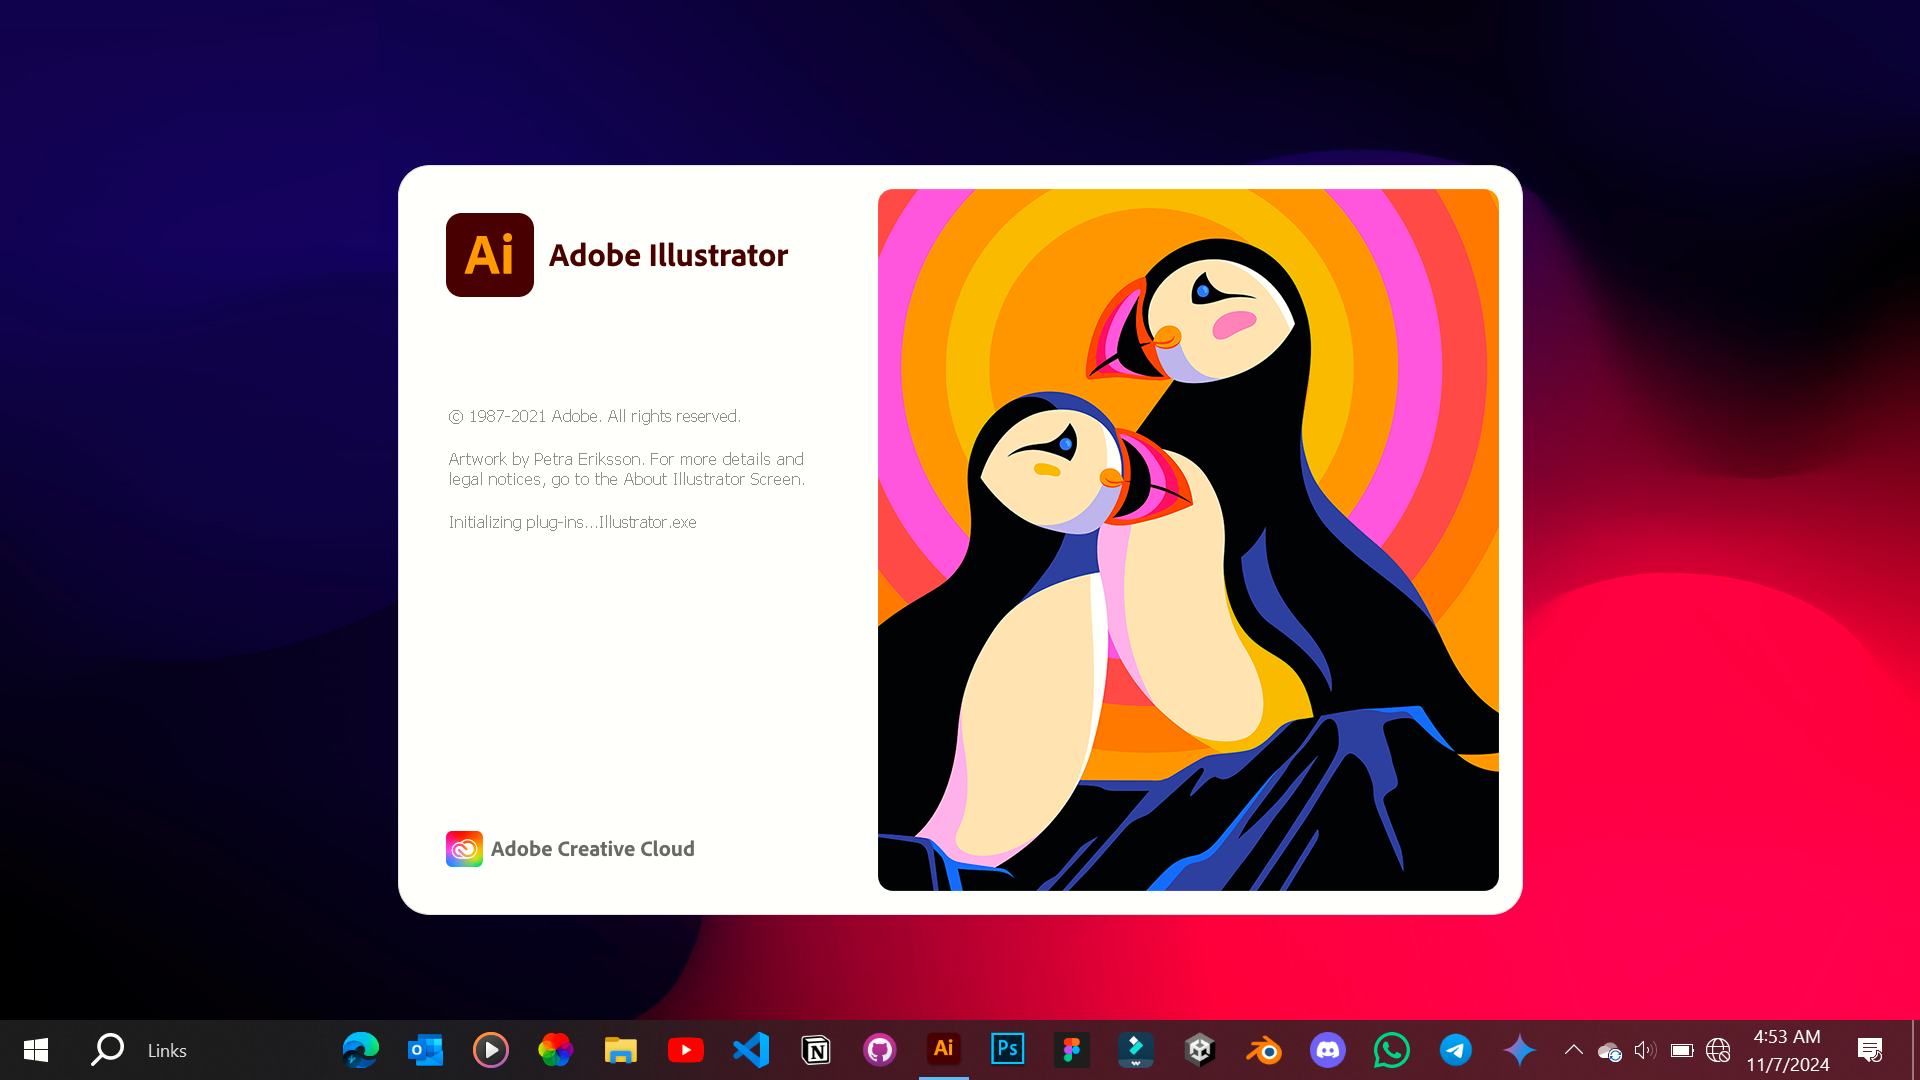 Ai Adobe Illustrator
© 1987-2021 Adobe. All rights reserved.
Artwork by Petra Eriksson. For more details and
legal notices, go to the About Illustrator Screen.
Initializing plug-ins...Illustrator.exe
Adobe Creative Cloud
Links
Ai
Ps
4:53 AM
11/7/2024